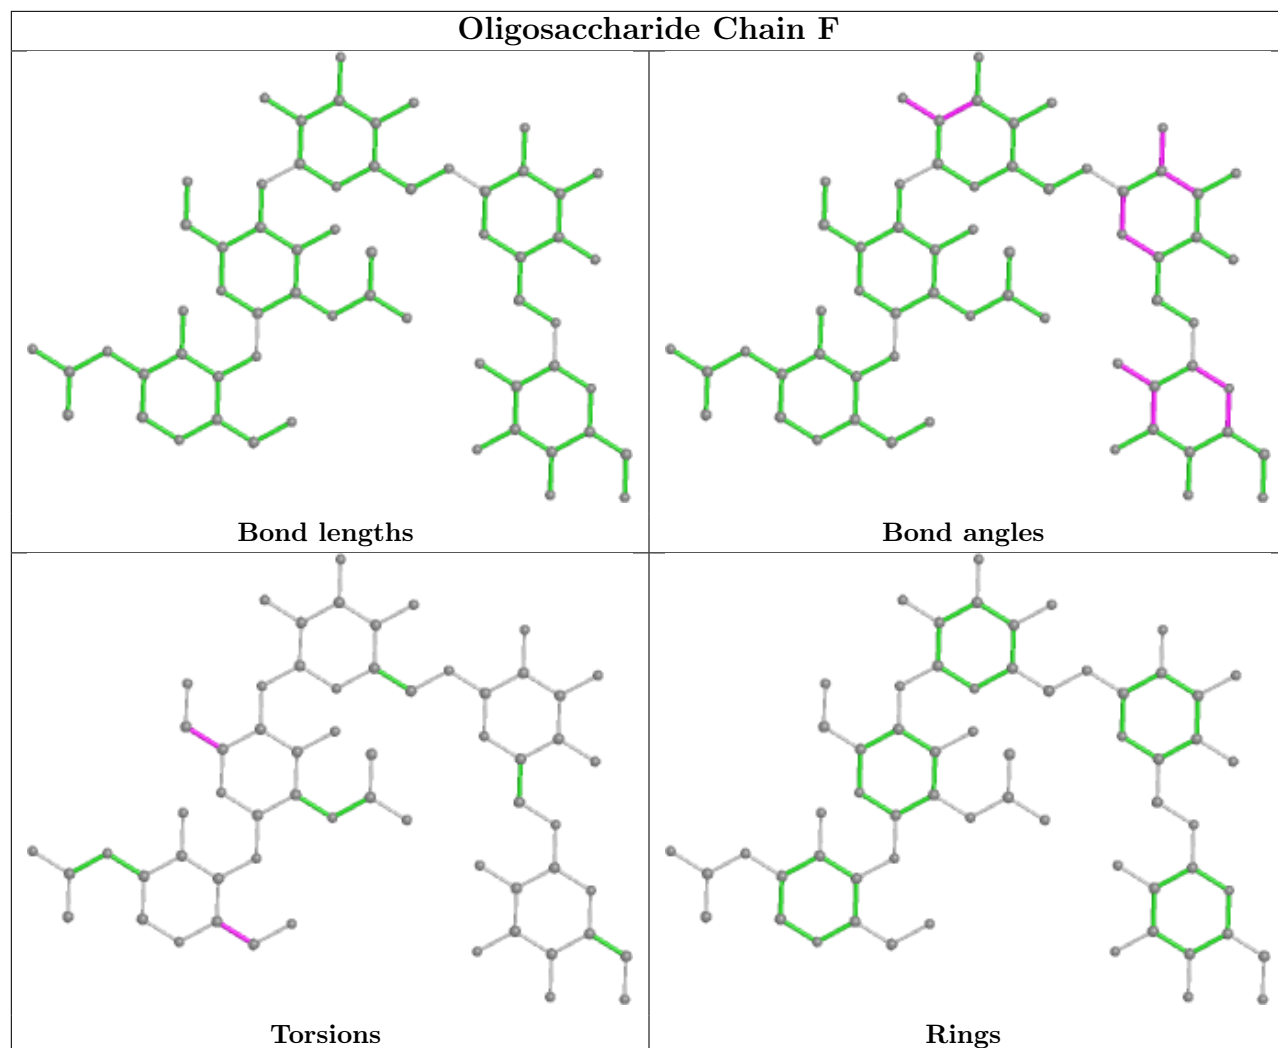 Oligosaccharide Chain F
Bond lengths
Bond angles
Torsions
Rings